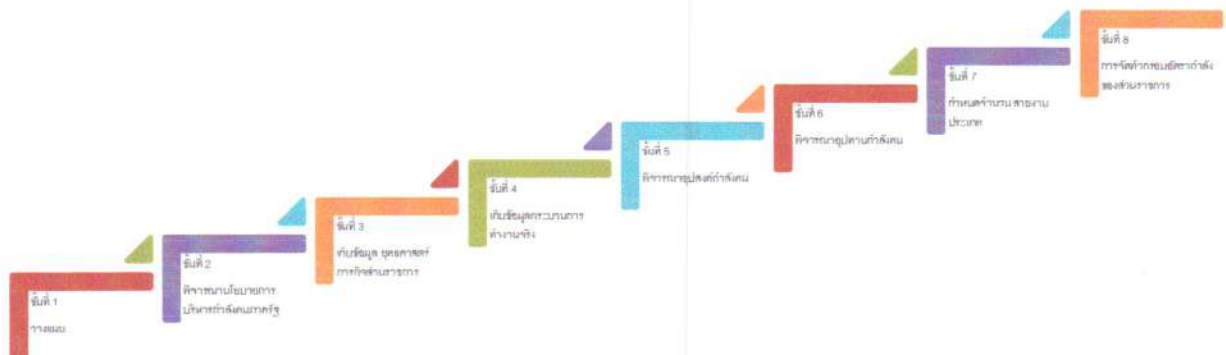 ขั้นที่ 1
วางแผน
ขั้นที่ 2
พิจารณานโยบายการ
บริหารกำลังคนภาครัฐ
ขั้นที่ 3
เก็บข้อมูล ยุทธศาสตร์
ภารกิจส่วนราชการ
ขั้นที่ 4
เก็บข้อมูลกระบวนการ
ทำงานจริง
ขั้นที่ 5
พิจารณาอุปสงค์กำลังคน
ขั้นที่ 6
พิจารณาอุปทานกำลังคน
ขั้นที่ 7
กำหนดจำนวน สายงาน
ประเภท
ขั้นที่ 8
การจัดทำกรอบอัตรากำลัง
ของส่วนราชการ